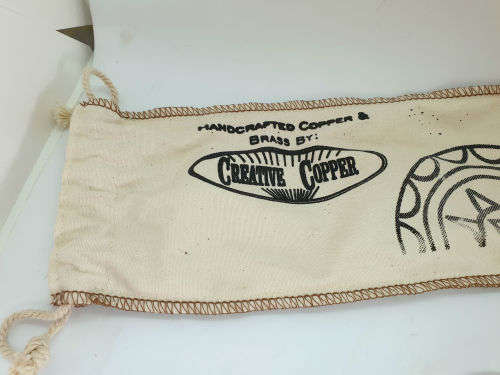 HANDCRAFTED COPPER &
BRASS BY:
CREATIVE COPPER